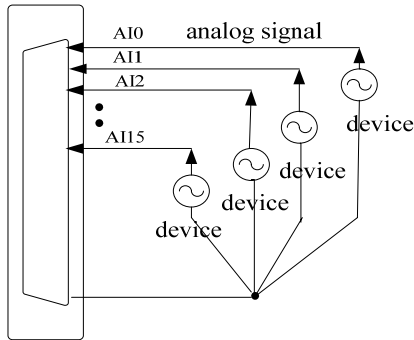 AI0 analog signal
AI1
AI2
AI15
device
device
device
device